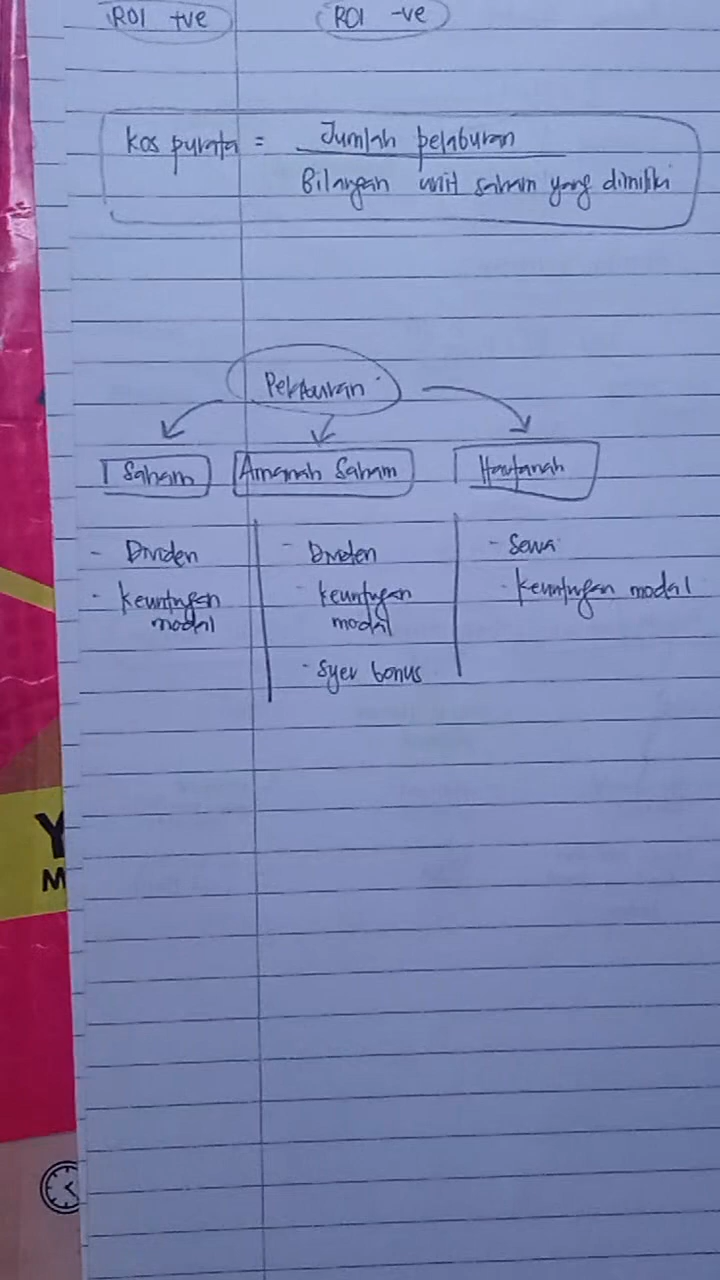 ROI +ve ROI -ve
Kos purata = Jumlah pelaburan
Bilangan unit saham yang dimiliki
Pelaburan
Saham Amanah Saham Hartanah
- Dividen - Dividen - Sewa
- Keuntungan - Keuntungan - Keuntungan modal
modal modal
- Syer bonus
Y
M